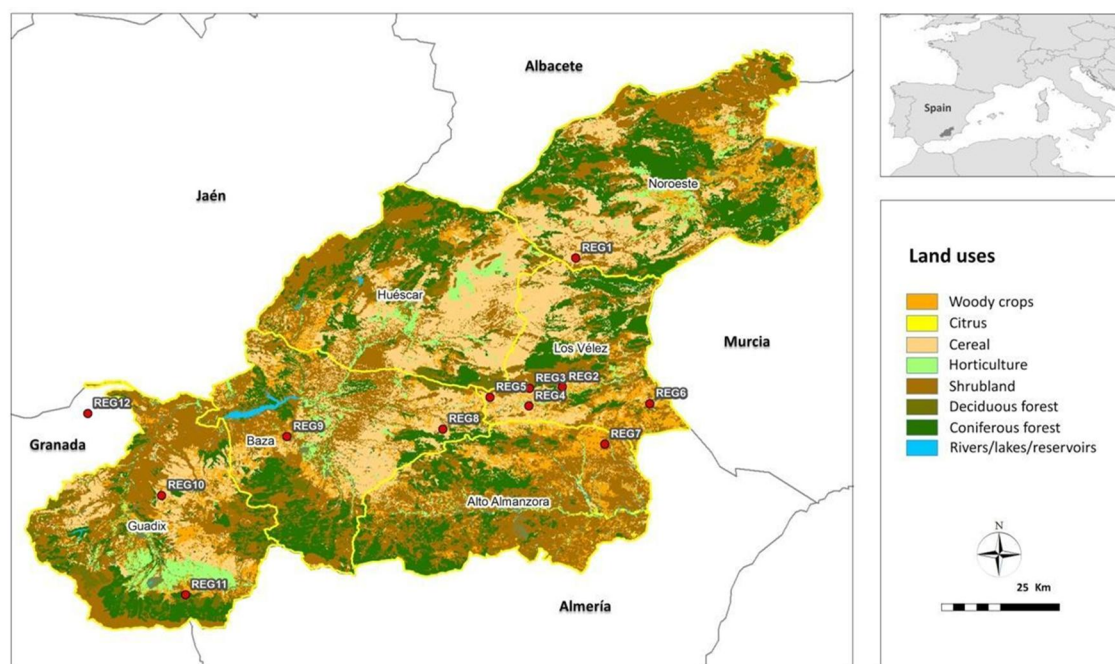 Albacete
Spain
Jaén
Noroeste
REG1
Huéscar
Los Vélez
Murcia
REG3
REG2
REG5
REG4
REG6
REG12
REG8
Granada
Baza
REG9
REG7
REG10
Alto Almanzora
Guadix
REG11
Almería
Land uses
Woody crops
Citrus
Cereal
Horticulture
Shrubland
Deciduous forest
Coniferous forest
Rivers/lakes/reservoirs
N
25 Km